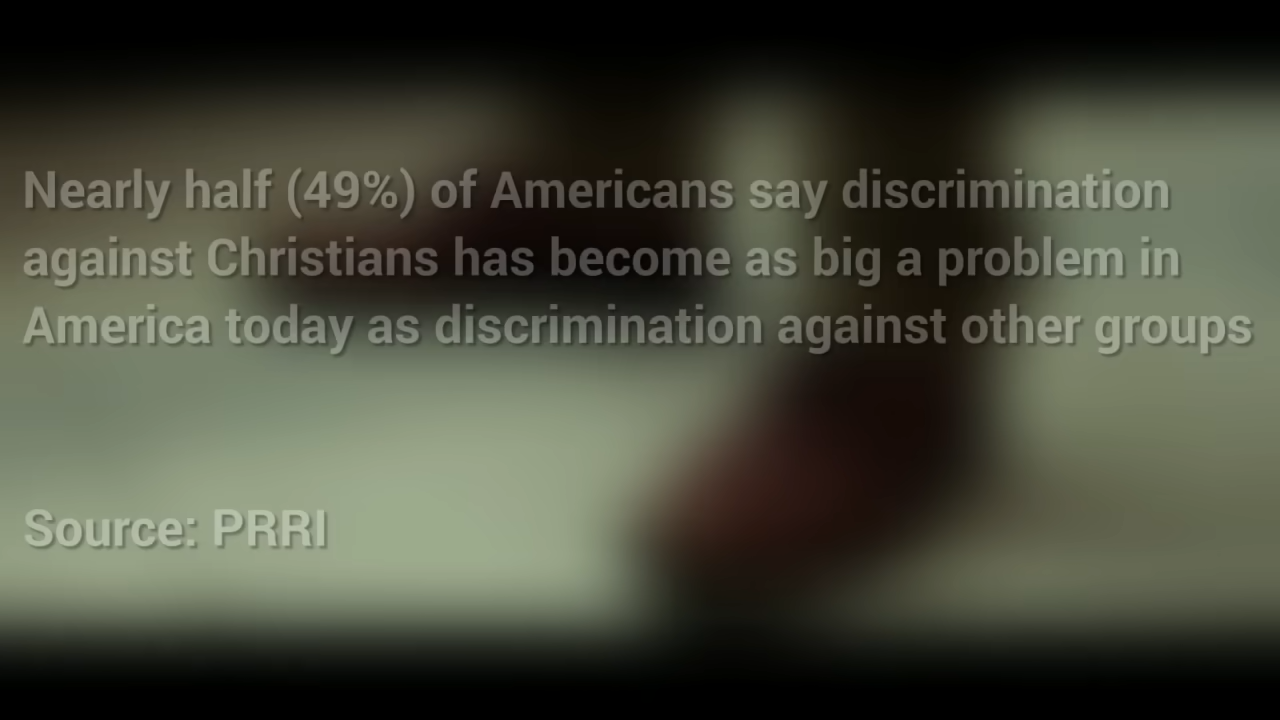 Nearly half (49%) of Americans say discrimination
against Christians has become as big a problem in
America today as discrimination against other groups
Source: PRRI